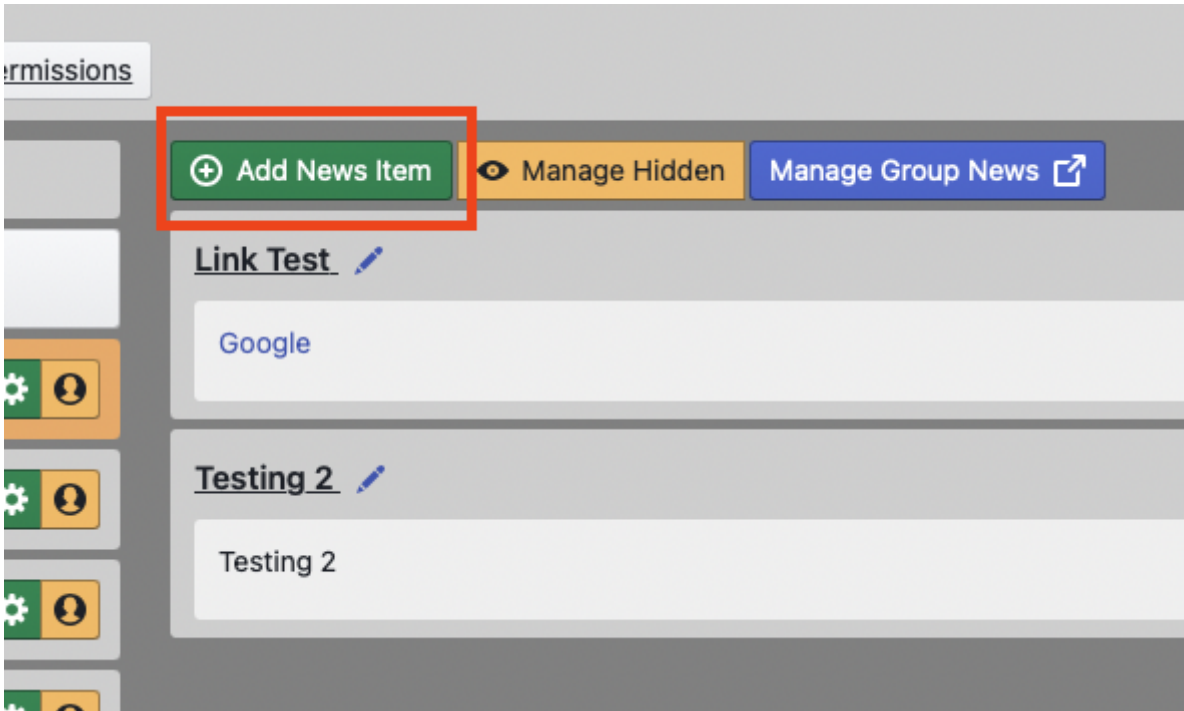 ermissions
Add News Item Manage Hidden Manage Group News
Link Test
Google
Testing 2
Testing 2